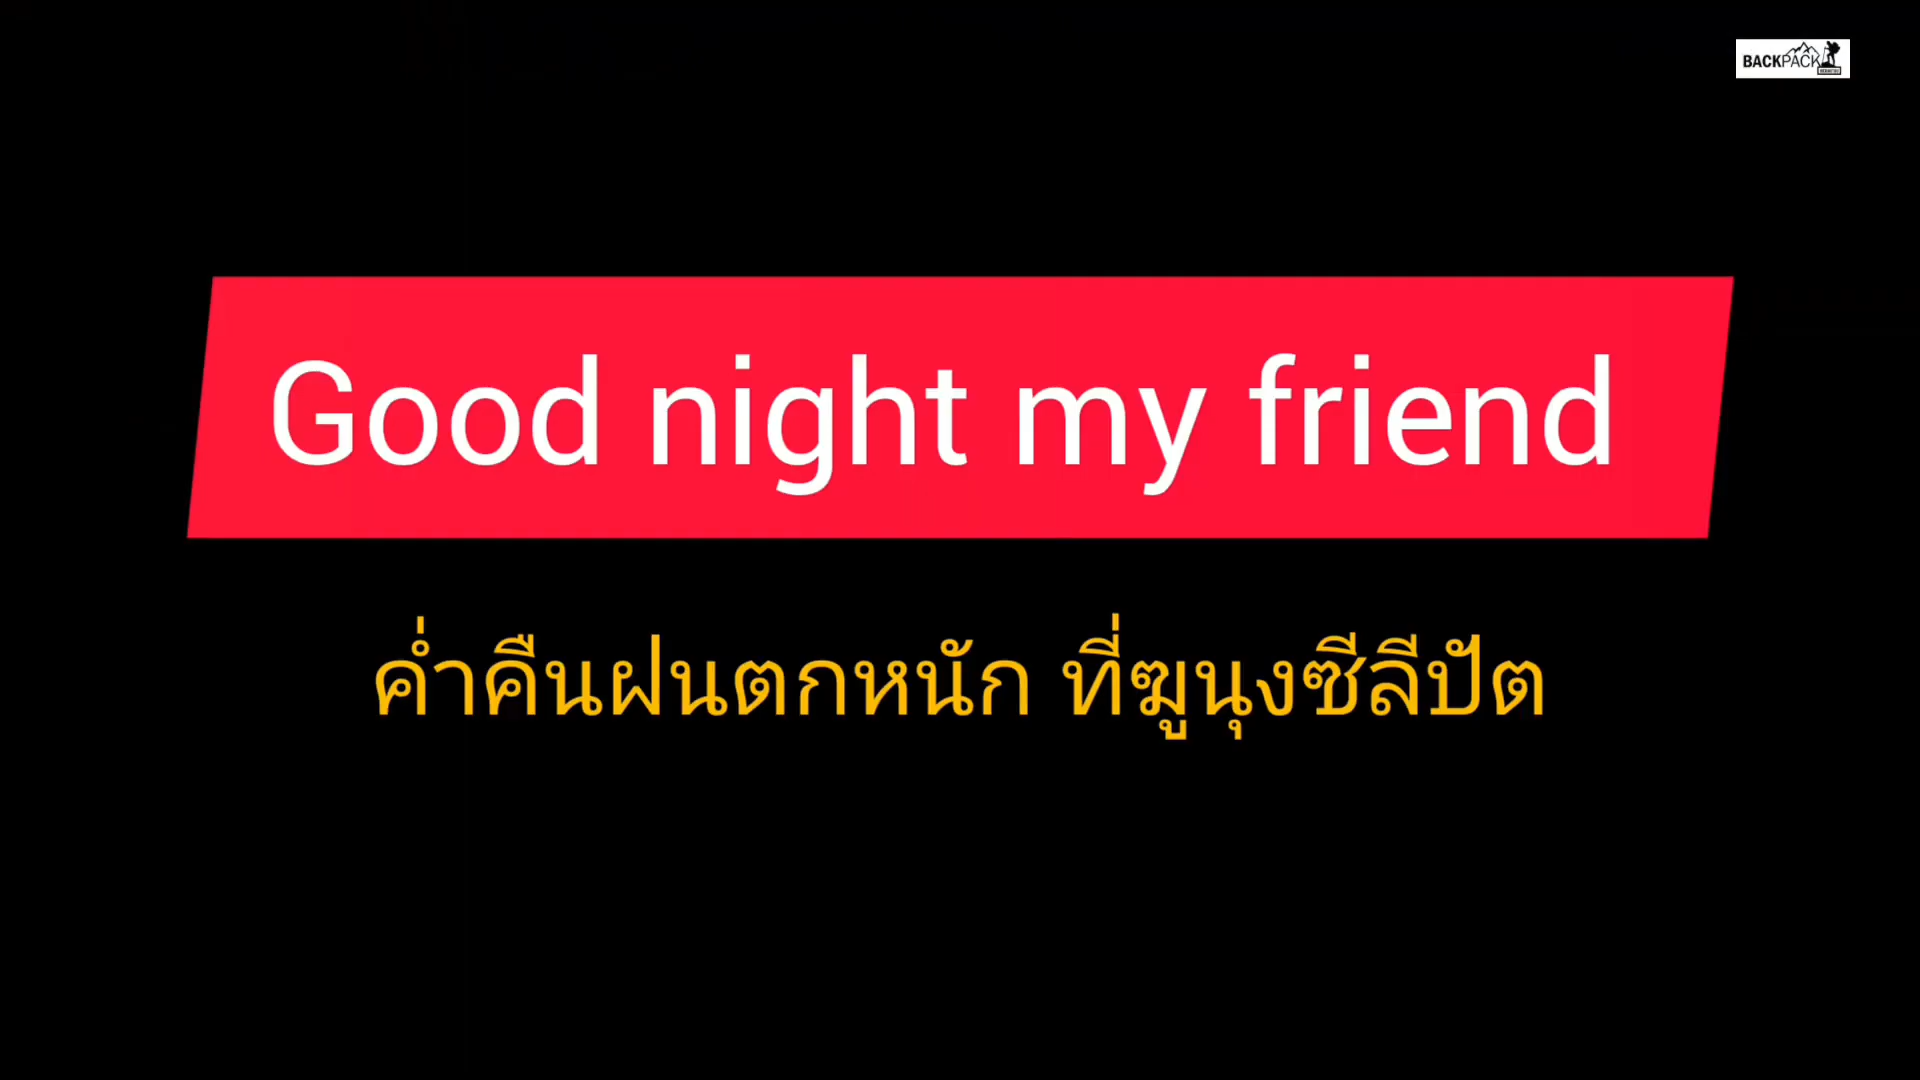 BACKPACK
Good night my friend
ค่ำคืนฝนตกหนัก ที่ฆูนุงซีลีปัต